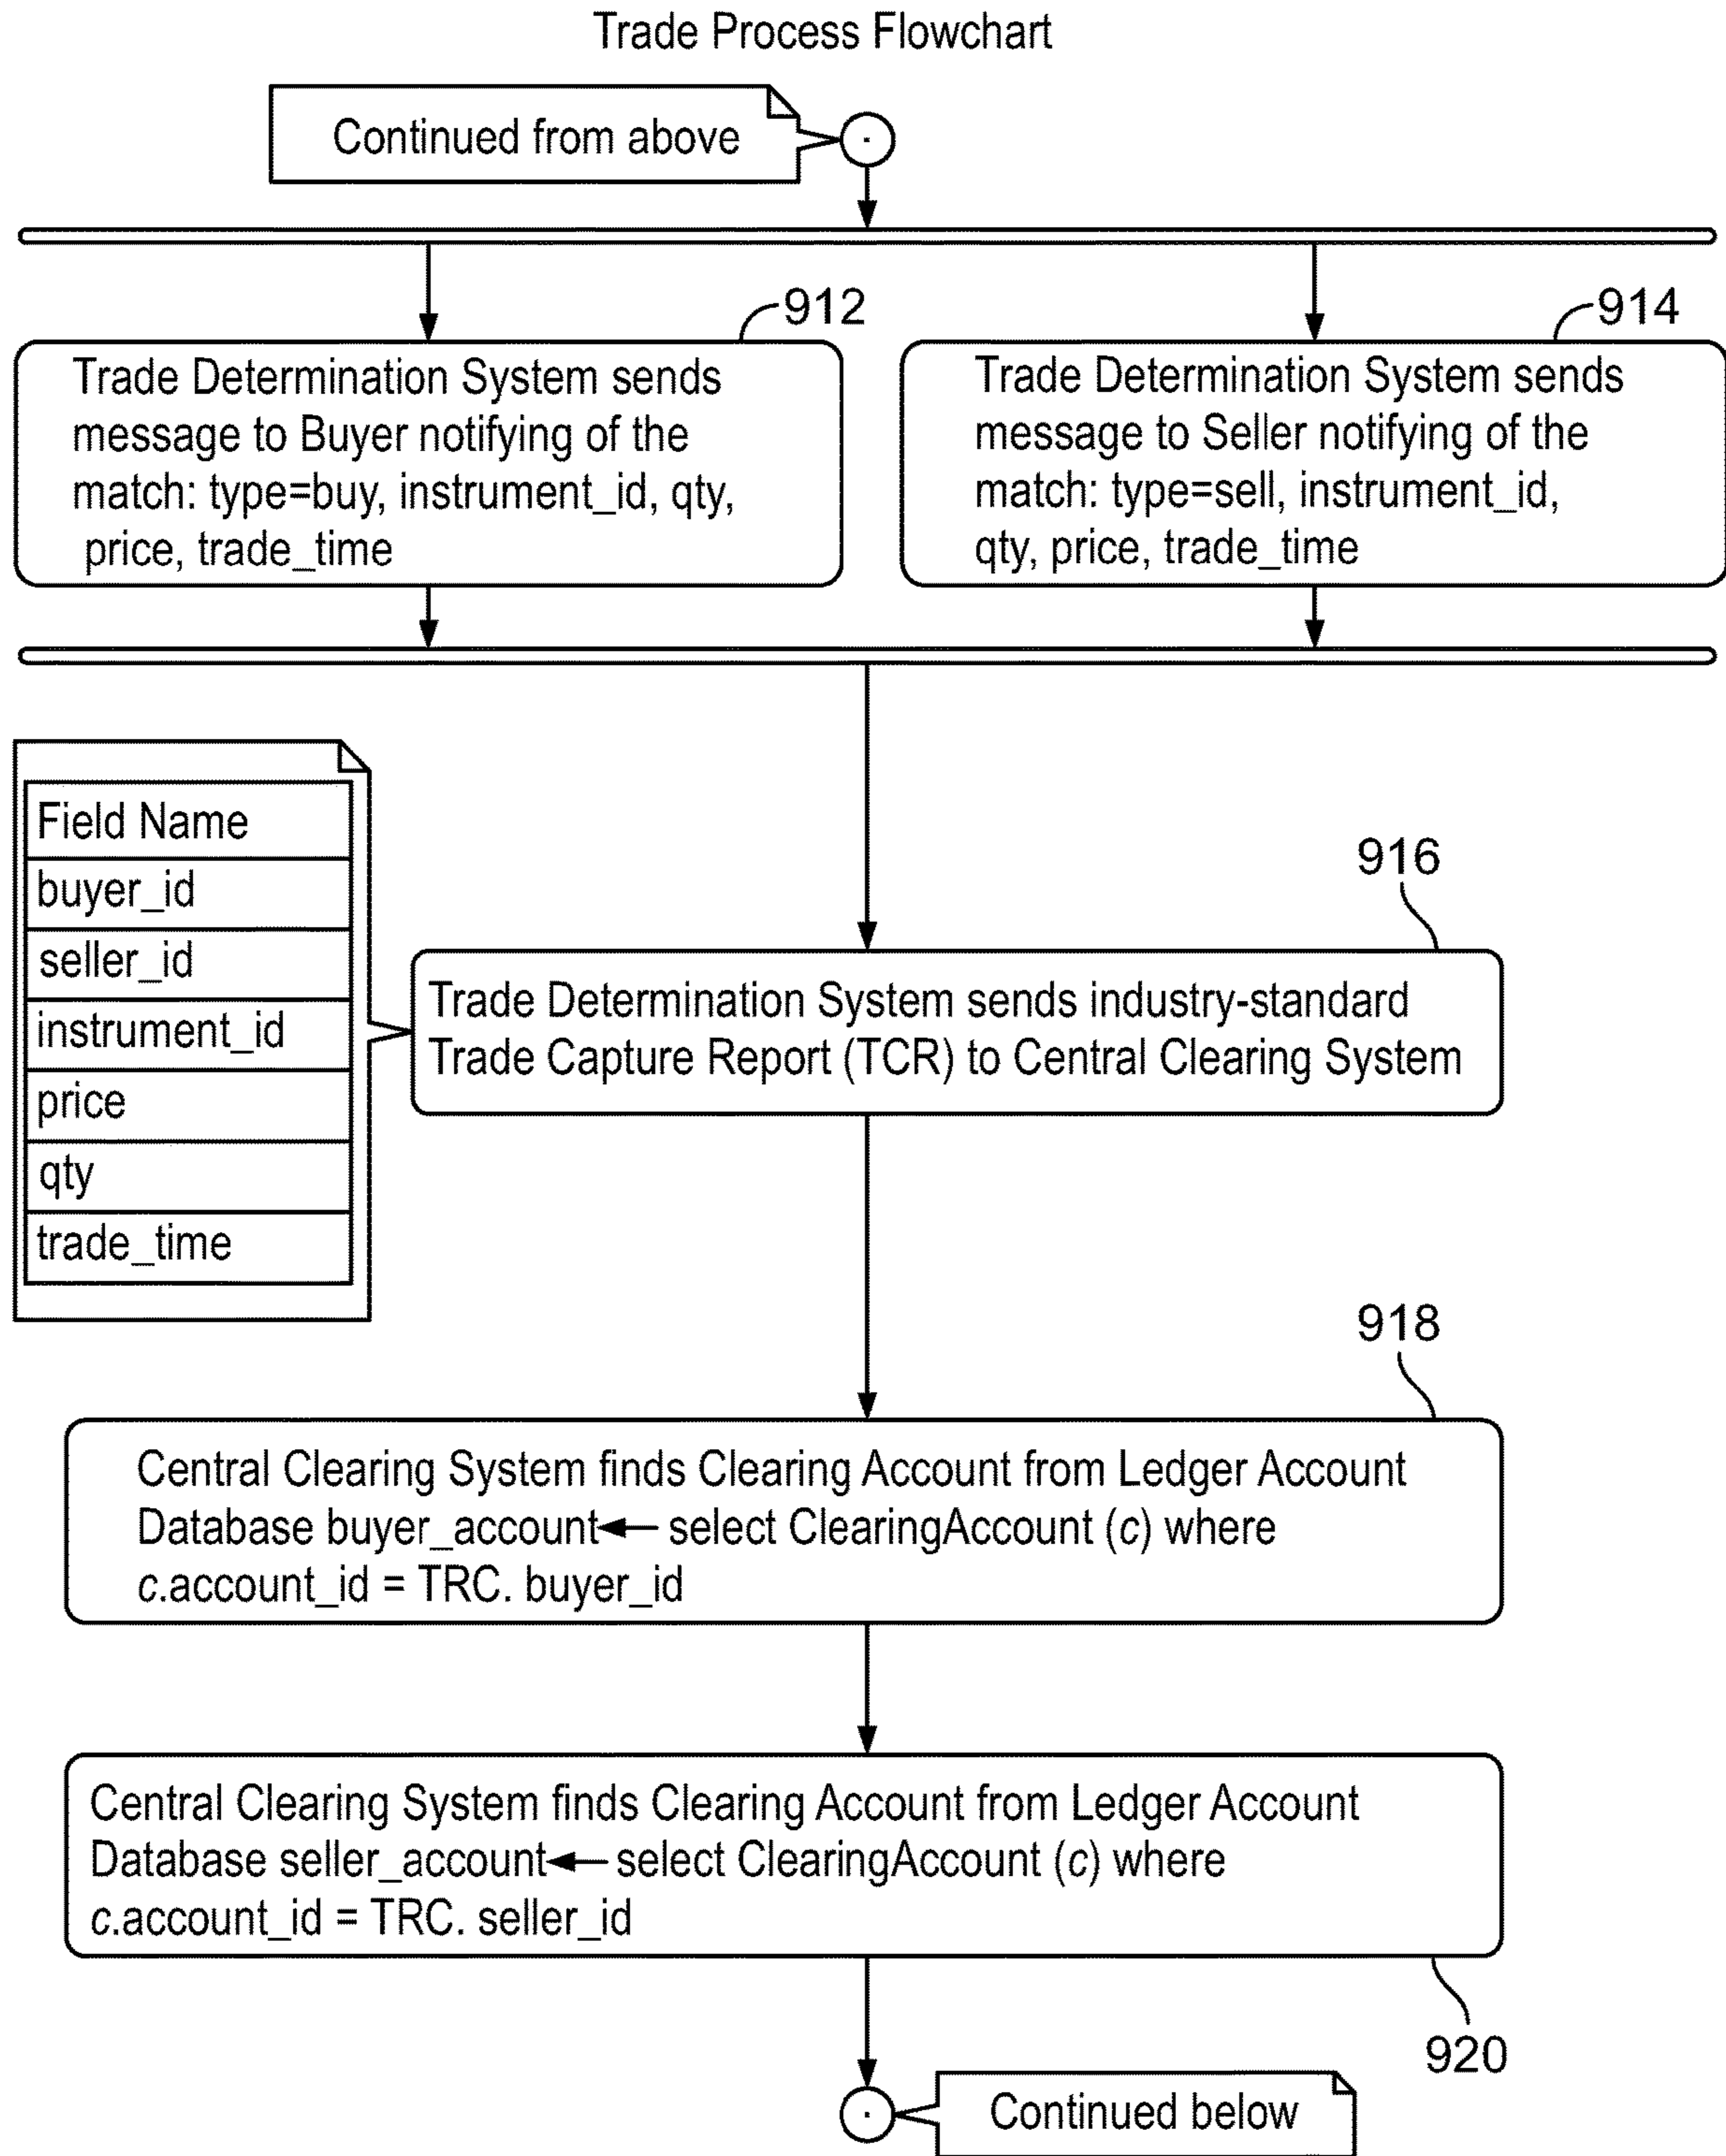 Trade Process Flowchart
Continued from above
912
914
Trade Determination System sends
message to Buyer notifying of the
match: type=buy, instrument_id, qty,
price, trade_time
Trade Determination System sends
message to Seller notifying of the
match: type=sell, instrument_id,
qty, price, trade_time
Field Name
buyer_id
seller_id
instrument_id
price
qty
trade_time
916
Trade Determination System sends industry-standard
Trade Capture Report (TCR) to Central Clearing System
918
Central Clearing System finds Clearing Account from Ledger Account
Database buyer_account← select ClearingAccount (c) where
c.account_id = TRC. buyer_id
Central Clearing System finds Clearing Account from Ledger Account
Database seller_account← select ClearingAccount (c) where
c.account_id = TRC. seller_id
920
Continued below